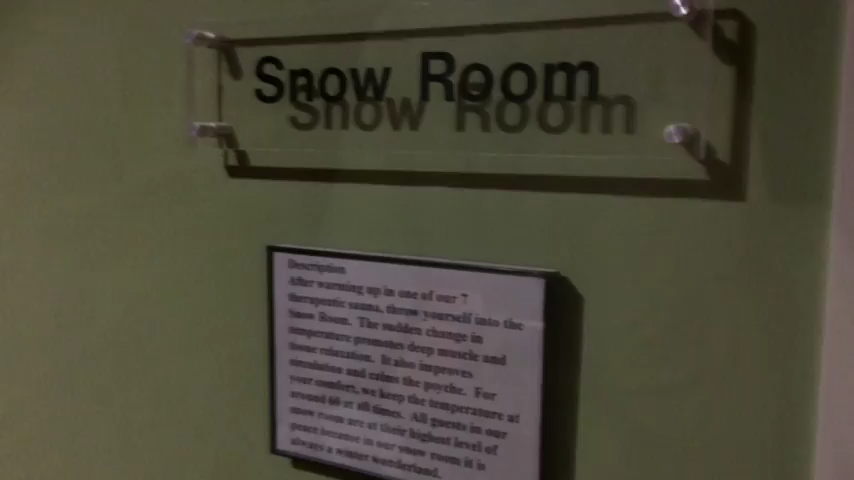 Snow Room
Description
After warming up in one of our 7
therapeutic sauna, throw yourself into the
Snow Room. The sudden change in
temperature promotes deep muscle and
tissue relaxation. It also improves
circulation and calms the psyche. For
your comfort, we keep the temperature at
around 60 at all times. All guests in our
snow room are at their highest level of
peace because in our snow room it is
always a winter wonderland.